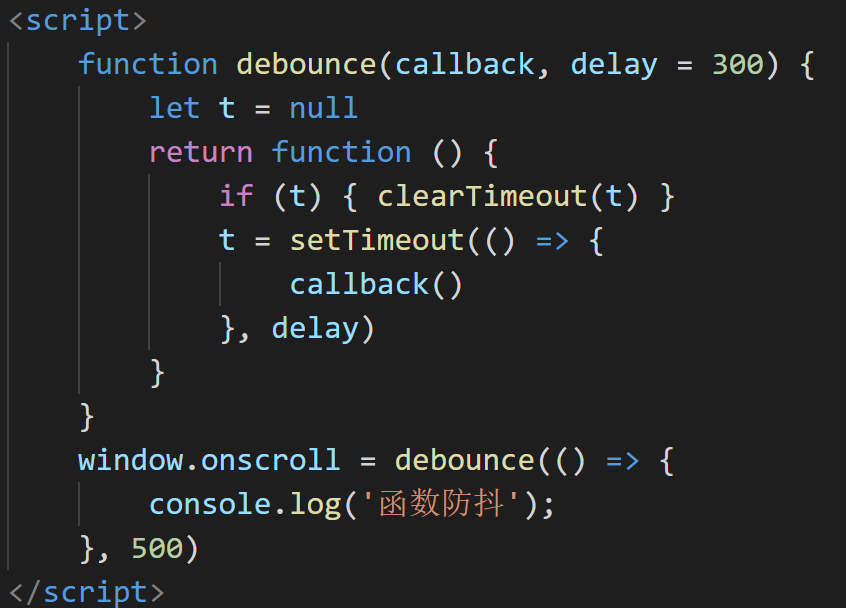 <script>
function debounce(callback, delay = 300) {
let t = null
return function () {
if (t) { clearTimeout(t) }
t = setTimeout(() => {
callback()
}, delay)
}
}
window.onscroll = debounce(() => {
console.log('函数防抖');
}, 500)
</script>